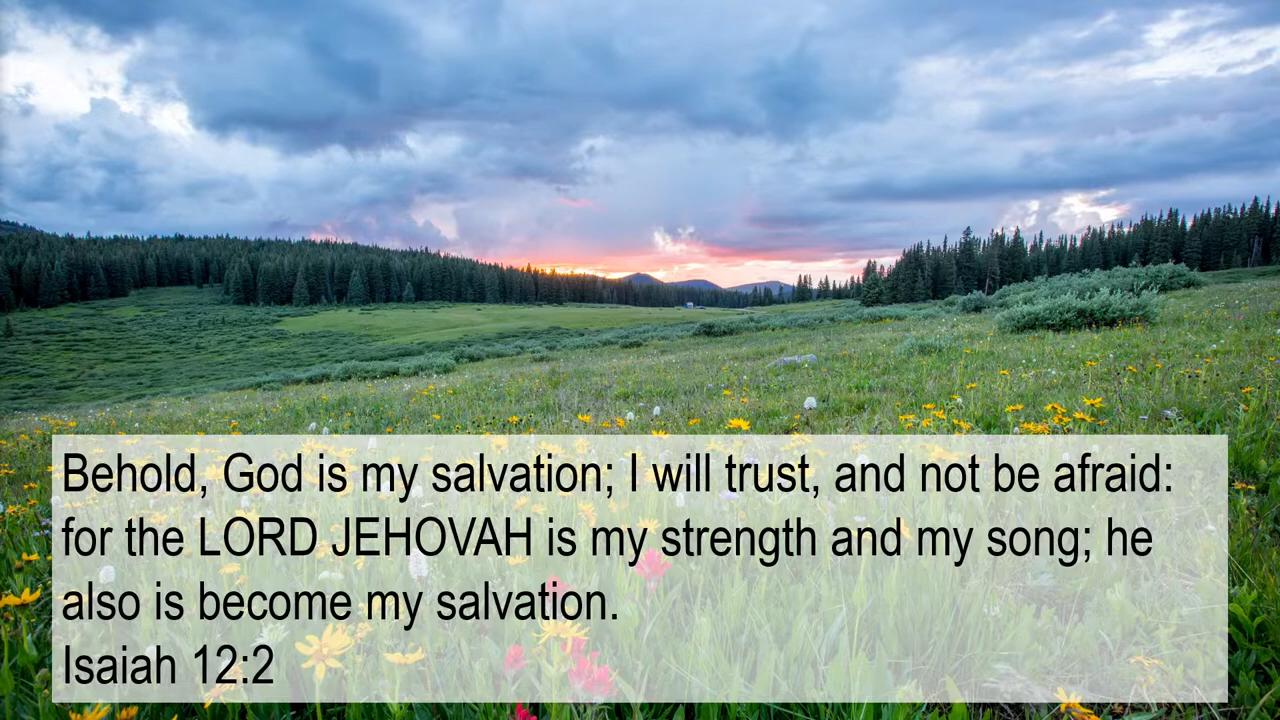 Behold, God is my salvation; I will trust, and not be afraid:
for the LORD JEHOVAH is my strength and my song; he
also is become my salvation.
Isaiah 12:2